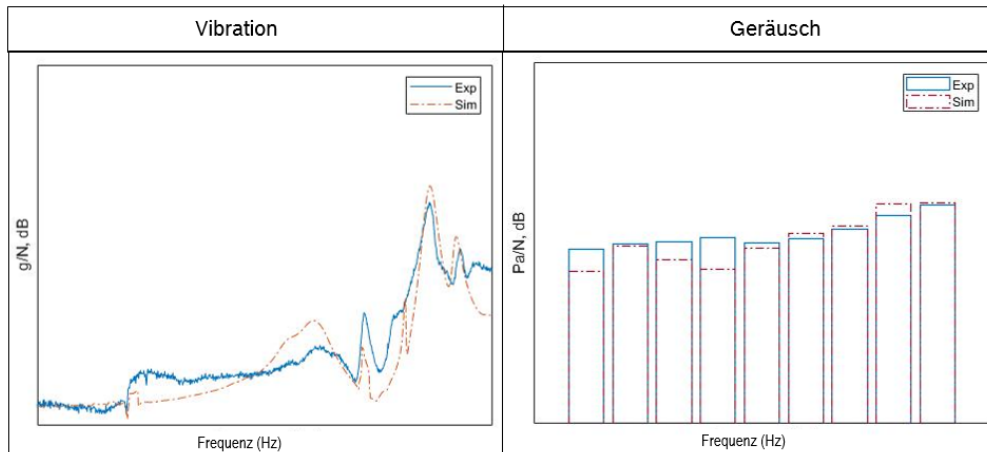 Vibration
Geräusch
Exp
Sim
g/N, dB
Frequenz (Hz)
Exp
Sim
Pa/N, dB
Frequenz (Hz)